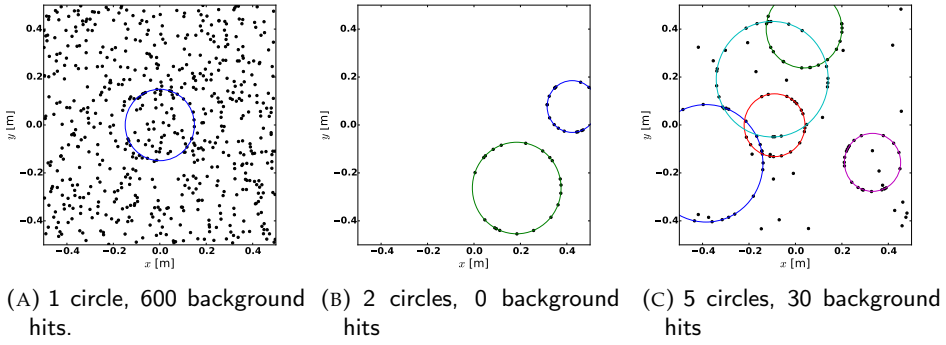 0.4
0.2
0.0
−0.2
−0.4
y [m]
−0.4 −0.2 0.0 0.2 0.4
x [m]
0.4
0.2
0.0
−0.2
−0.4
y [m]
−0.4 −0.2 0.0 0.2 0.4
x [m]
0.4
0.2
0.0
−0.2
−0.4
y [m]
−0.4 −0.2 0.0 0.2 0.4
x [m]
(A) 1 circle, 600 background
hits.
(B) 2 circles, 0 background
hits
(C) 5 circles, 30 background
hits